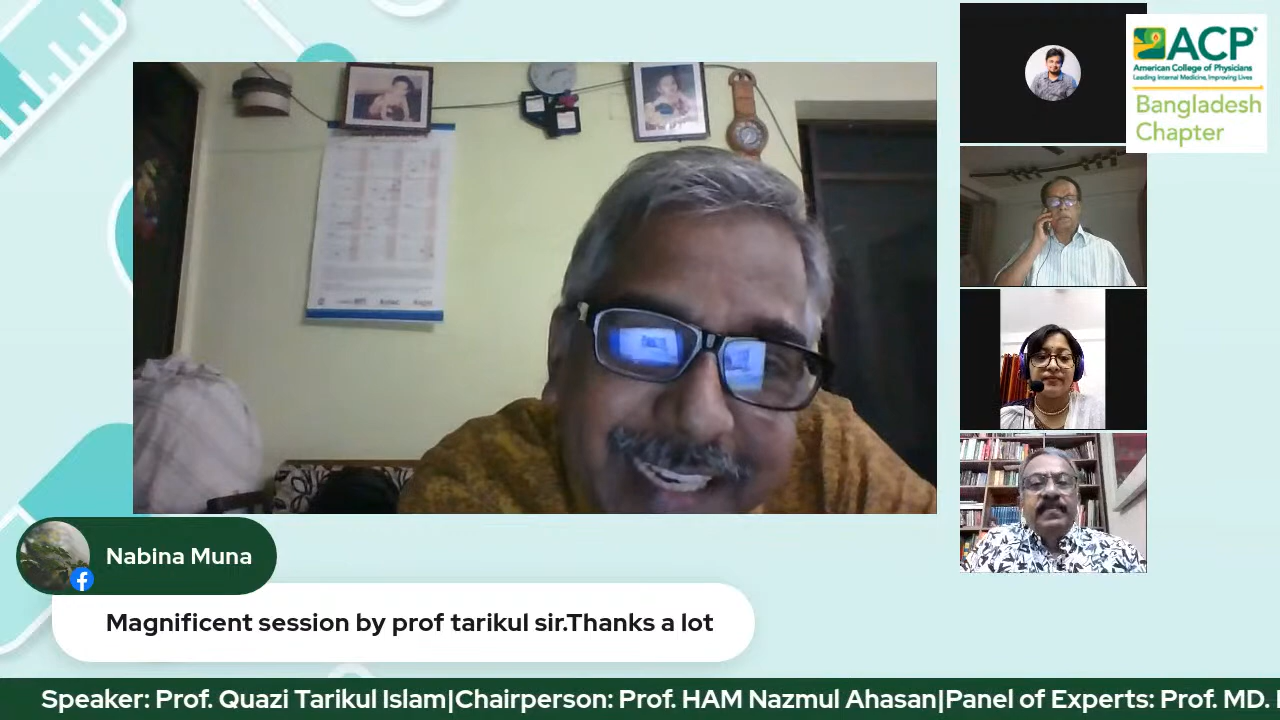 ACP
American College of Physicians
Leading Internal Medicine, Improving Lives
Bangladesh
Chapter
Nabina Muna
Magnificent session by prof tarikul sir.Thanks a lot
Speaker: Prof. Quazi Tarikul Islam|Chairperson: Prof. HAM Nazmul Ahasan|Panel of Experts: Prof. MD.